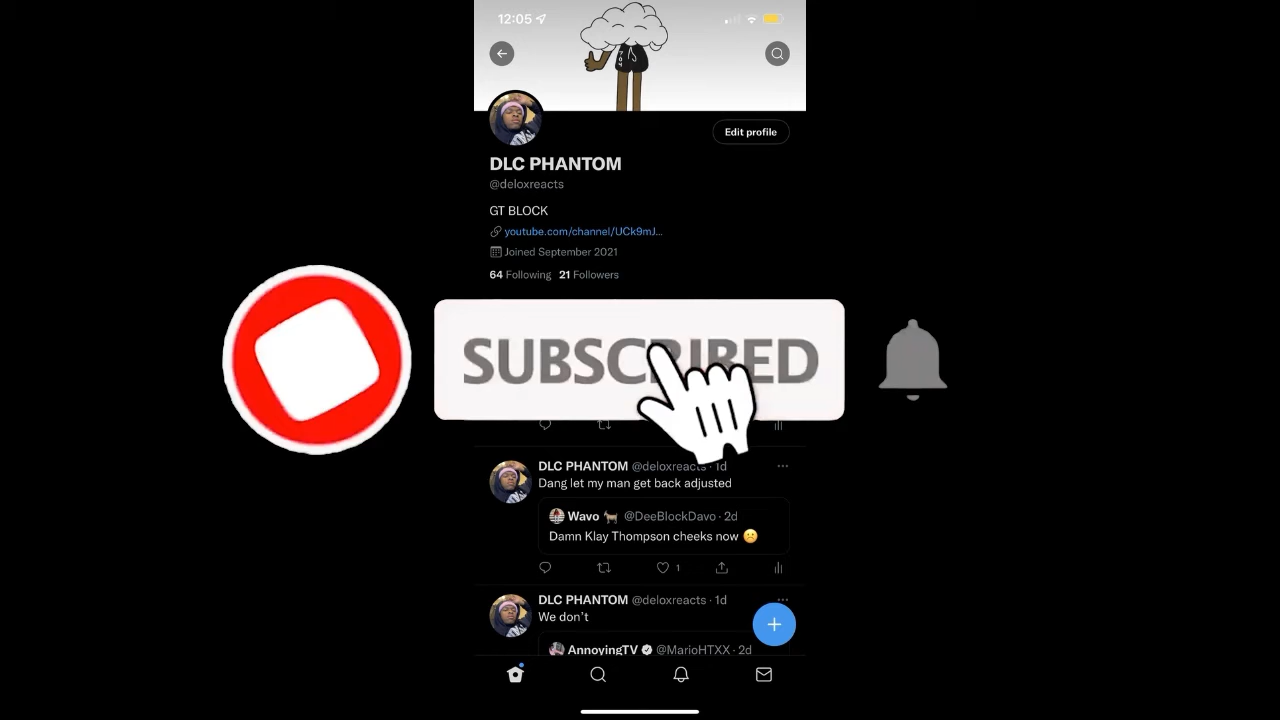 12:05
Edit profile
DLC PHANTOM
@deloxreacts
GT BLOCK
youtube.com/channel/UCk9mJ...
Joined September 2021
64 Following 21 Followers
SUBSCRIBED
DLC PHANTOM @deloxreacts · 1d
Dang let my man get back adjusted
Wavo 🐐 @DeeBlockDavo · 2d
Damn Klay Thompson cheeks now ☹️
1
DLC PHANTOM @deloxreacts · 1d
We don't
AnnoyingTV @MarioHTXX · 2d